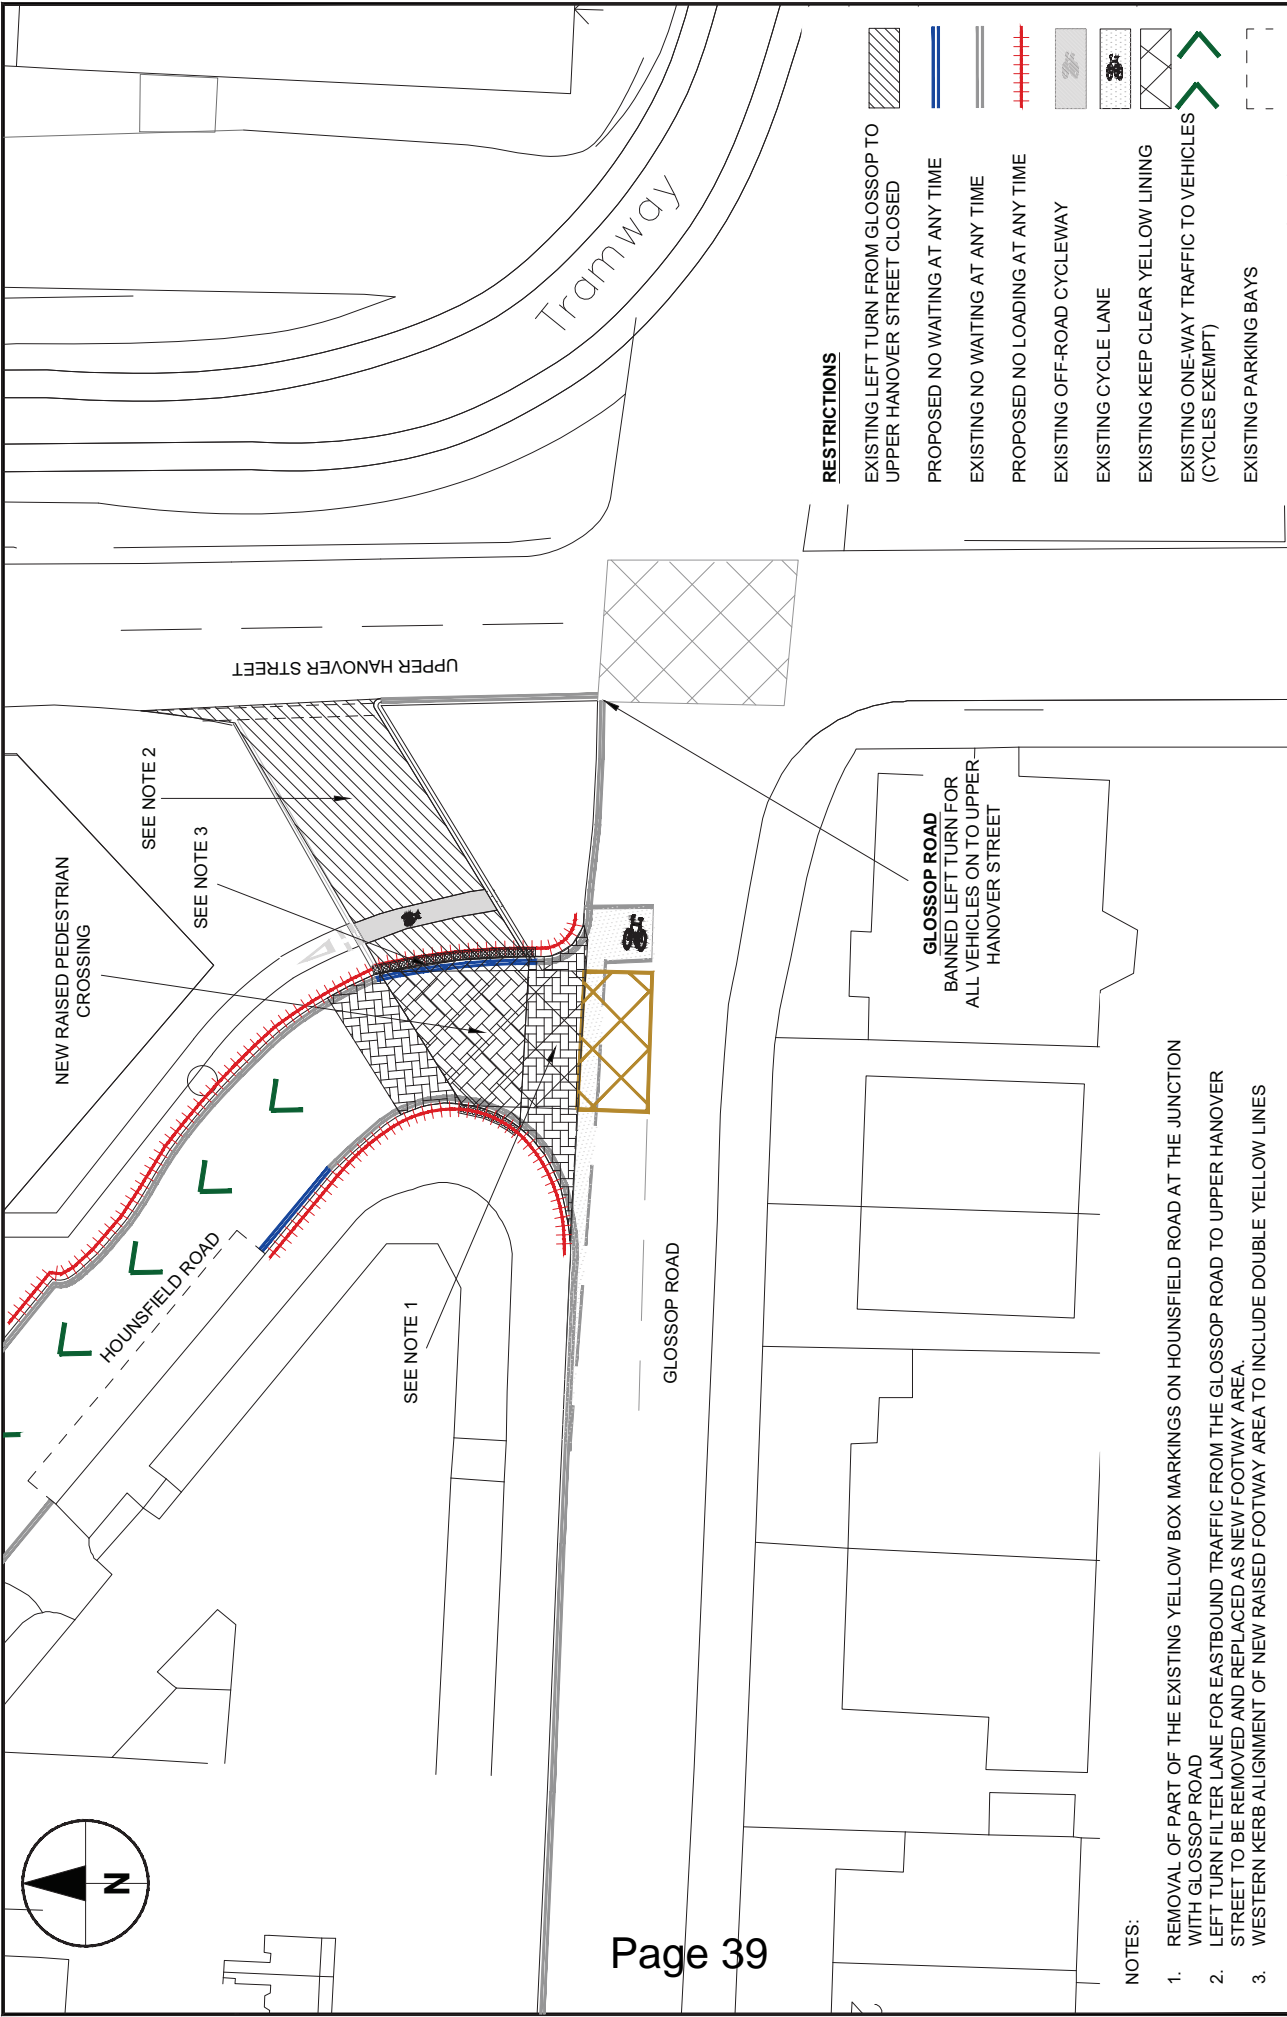 N
SEE NOTE 1
HOUNSFIELD ROAD
NEW RAISED PEDESTRIAN
CROSSING
SEE NOTE 3
SEE NOTE 2
UPPER HANOVER STREET
Tramway
GLOSSOP ROAD
GLOSSOP ROAD
BANNED LEFT TURN FOR
ALL VEHICLES ON TO UPPER
HANOVER STREET
RESTRICTIONS
EXISTING LEFT TURN FROM GLOSSOP TO
UPPER HANOVER STREET CLOSED
PROPOSED NO WAITING AT ANY TIME
EXISTING NO WAITING AT ANY TIME
PROPOSED NO LOADING AT ANY TIME
EXISTING OFF-ROAD CYCLEWAY
EXISTING CYCLE LANE
EXISTING KEEP CLEAR YELLOW LINING
EXISTING ONE-WAY TRAFFIC TO VEHICLES
(CYCLES EXEMPT)
EXISTING PARKING BAYS
NOTES:
1. REMOVAL OF PART OF THE EXISTING YELLOW BOX MARKINGS ON HOUNSFIELD ROAD AT THE JUNCTION
WITH GLOSSOP ROAD
2. LEFT TURN FILTER LANE FOR EASTBOUND TRAFFIC FROM THE GLOSSOP ROAD TO UPPER HANOVER
STREET TO BE REMOVED AND REPLACED AS NEW FOOTWAY AREA.
3. WESTERN KERB ALIGNMENT OF NEW RAISED FOOTWAY AREA TO INCLUDE DOUBLE YELLOW LINES
Page 39